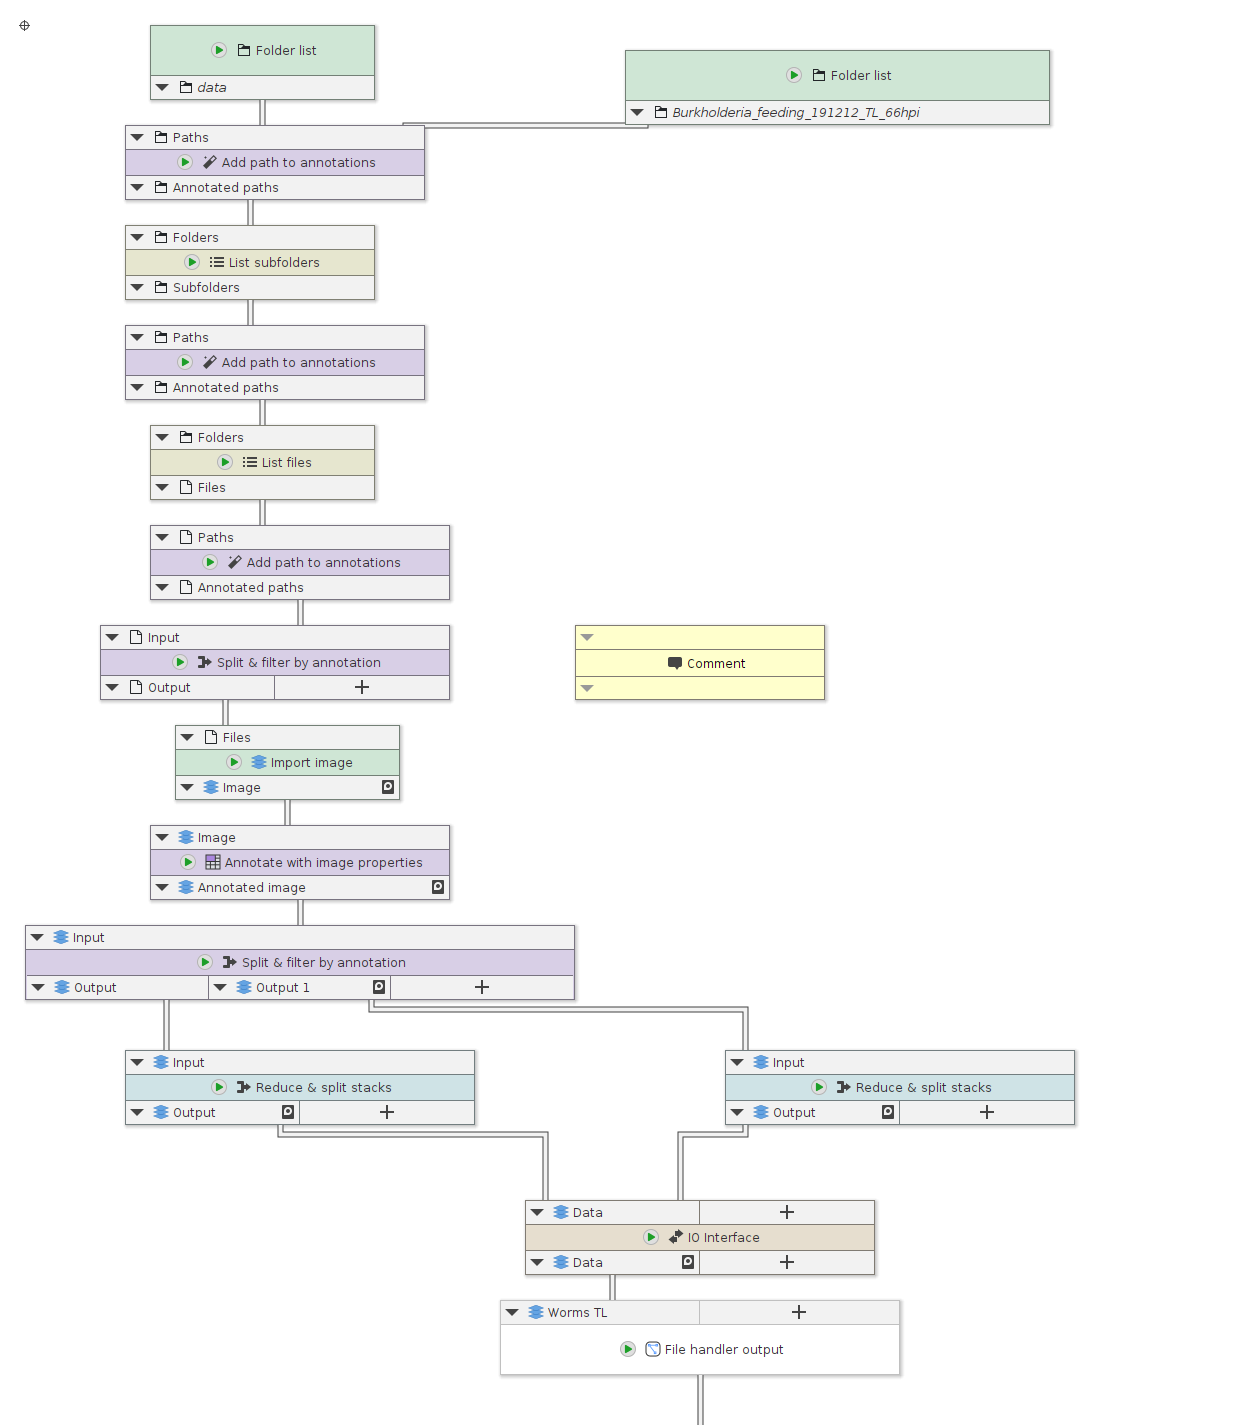 Folder list
data
Folder list
Burkholderia_feeding_191212_TL_66hpi
Paths
Add path to annotations
Annotated paths
Folders
List subfolders
Subfolders
Paths
Add path to annotations
Annotated paths
Folders
List files
Files
Paths
Add path to annotations
Annotated paths
Input
Split & filter by annotation
Output
Comment
Files
Import image
Image
Image
Annotate with image properties
Annotated image
Input
Split & filter by annotation
Output
Output 1
Input
Reduce & split stacks
Output
Input
Reduce & split stacks
Output
Data
IO Interface
Data
Worms TL
File handler output